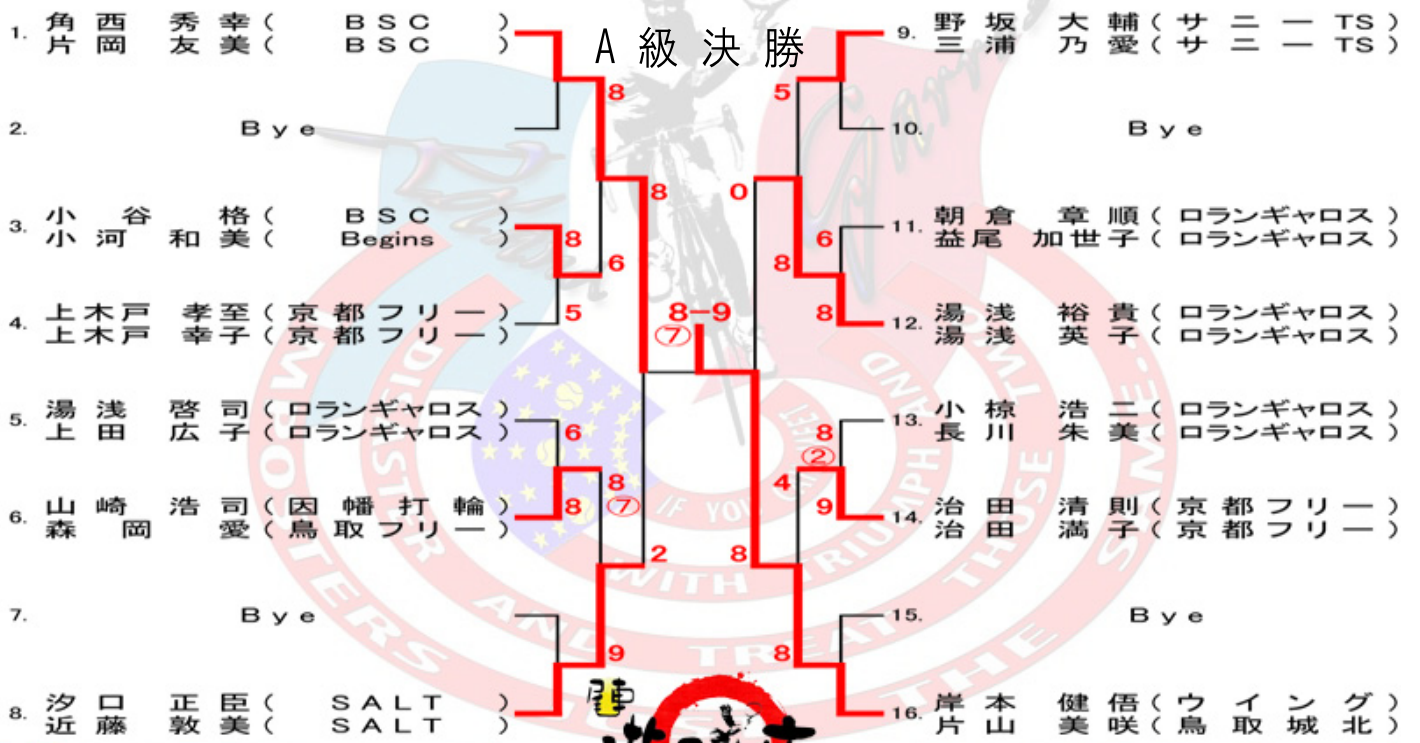 A級決勝
1. 角西 秀幸( BSC )
片岡 友美( BSC )
2. Bye
3. 小谷 格( BSC )
小河 和美( Begins )
4. 上木戸 孝至(京都フリー)
上木戸 幸子(京都フリー)
5. 湯浅 啓司(ロランギャロス)
上田 広子(ロランギャロス)
6. 山崎 浩司(因幡打輪)
森岡 愛(鳥取フリー)
7. Bye
8. 汐口 正臣( SALT )
近藤 敦美( SALT )
8
8
6
8
5
6
8
8
⑦
2
9
8-9
⑦
9. 野坂 大輔(サニーTS)
三浦 乃愛(サニーTS)
10. Bye
11. 朝倉 章順(ロランギャロス)
益尾 加世子(ロランギャロス)
12. 湯浅 裕貴(ロランギャロス)
湯浅 英子(ロランギャロス)
13. 小椋 浩二(ロランギャロス)
長川 朱美(ロランギャロス)
14. 治田 清則(京都フリー)
治田 満子(京都フリー)
15. Bye
16. 岸本 健悟(ウイング)
片山 美咲(鳥取城北)
5
0
6
8
8
8
②
4
9
8
8
WITH TRIUMPH AND
DISASTER AND TREAT THOSE TWO
IF YOU